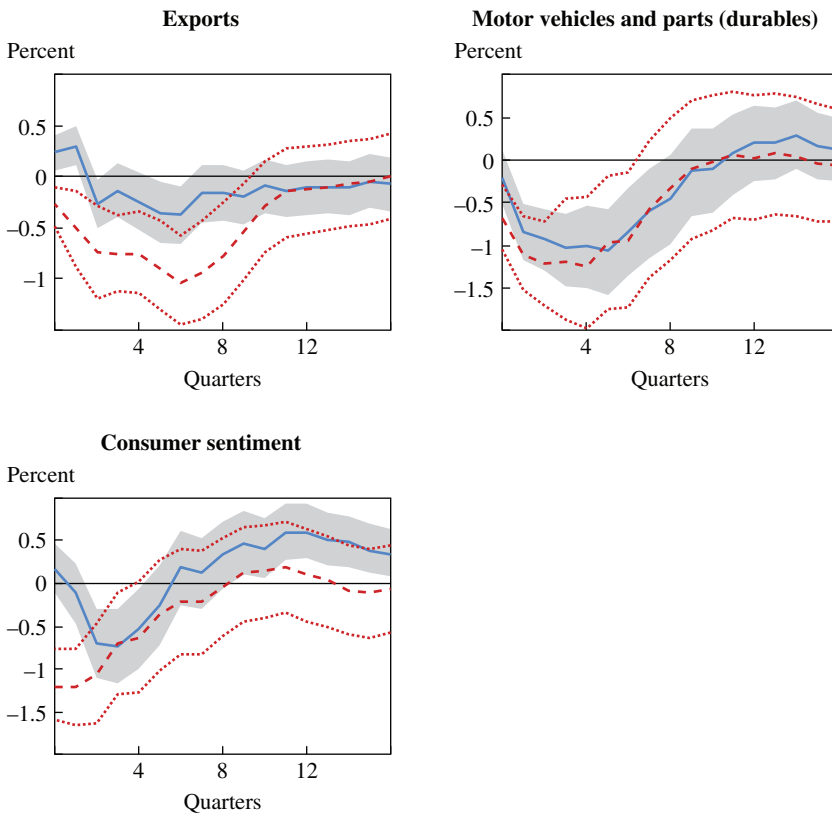 Exports
Percent
0.5
0
−0.5
−1
4 8 12
Quarters
Motor vehicles and parts (durables)
Percent
0.5
0
−0.5
−1
−1.5
4 8 12
Quarters
Consumer sentiment
Percent
0.5
0
−0.5
−1
−1.5
4 8 12
Quarters